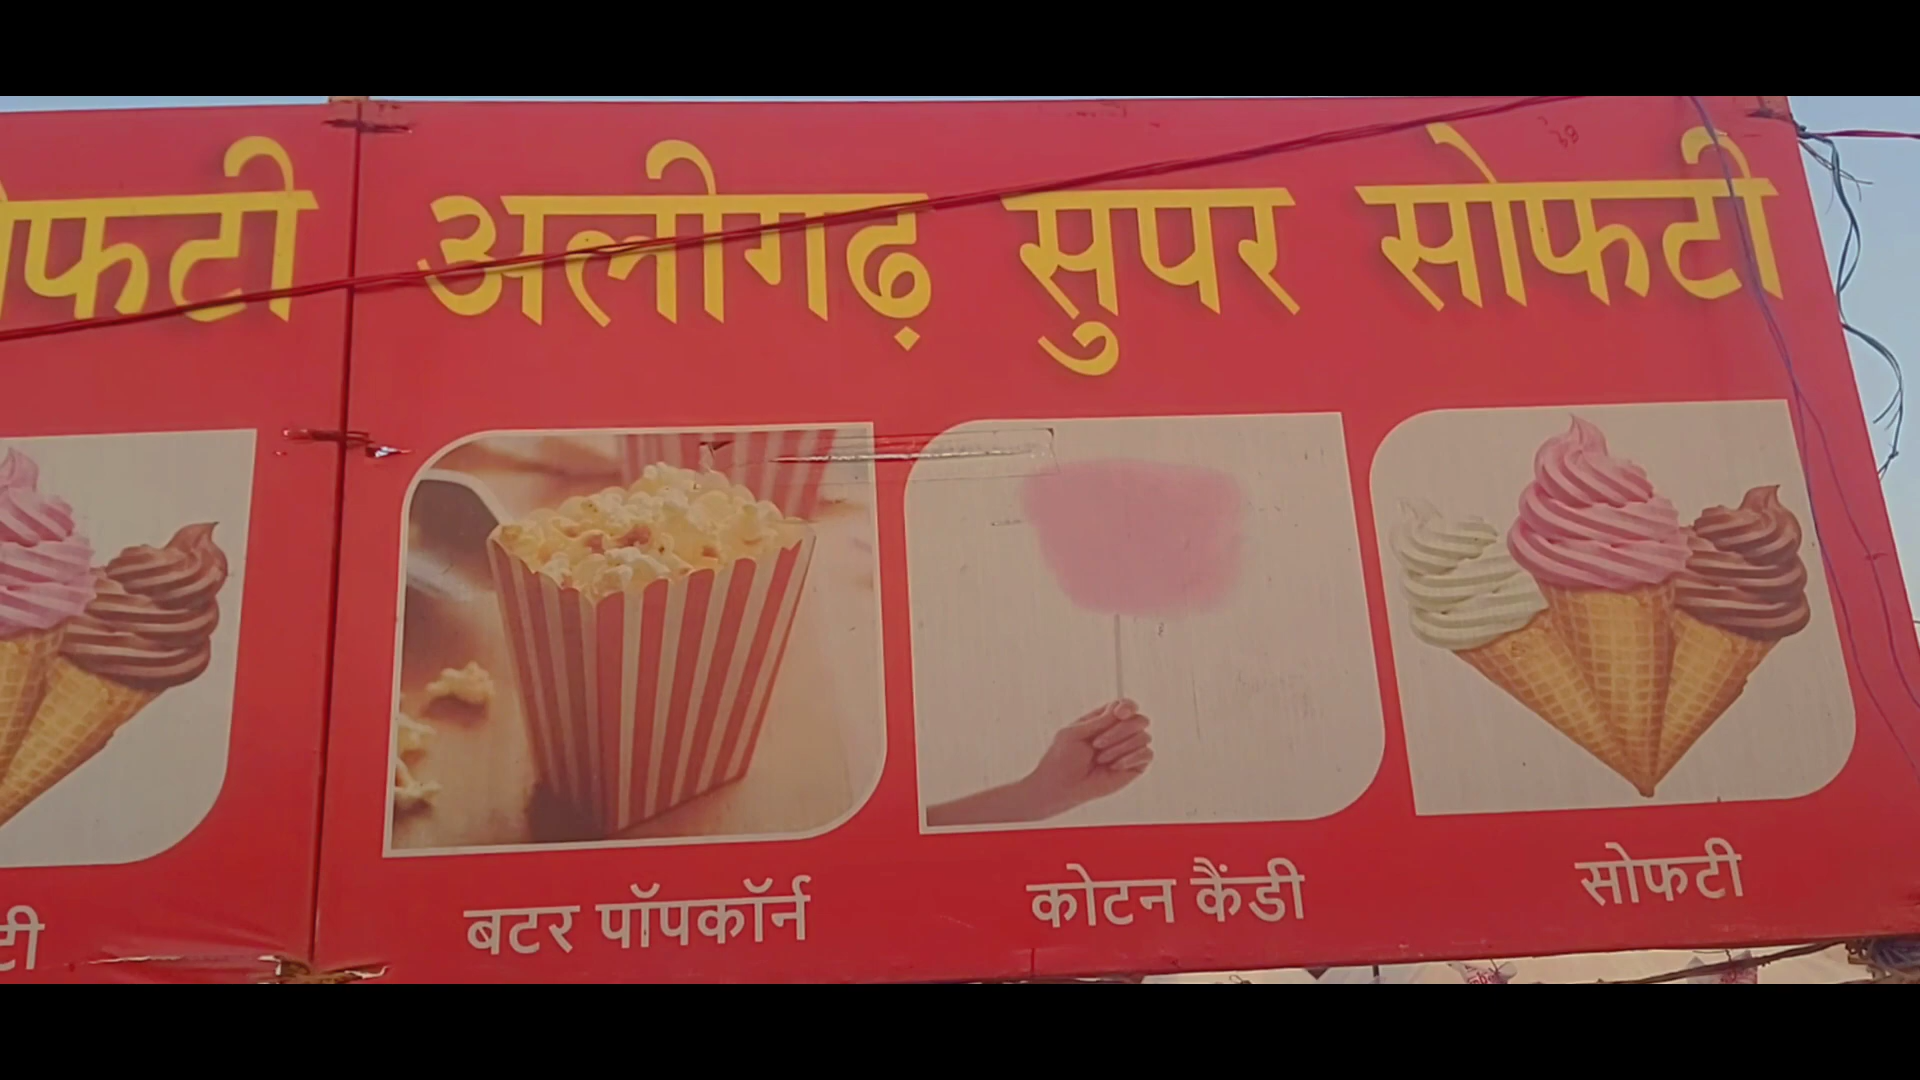 सोफटी अलीगढ़ सुपर सोफटी
टी बटर पॉपकॉर्न कोटन कैंडी सोफटी